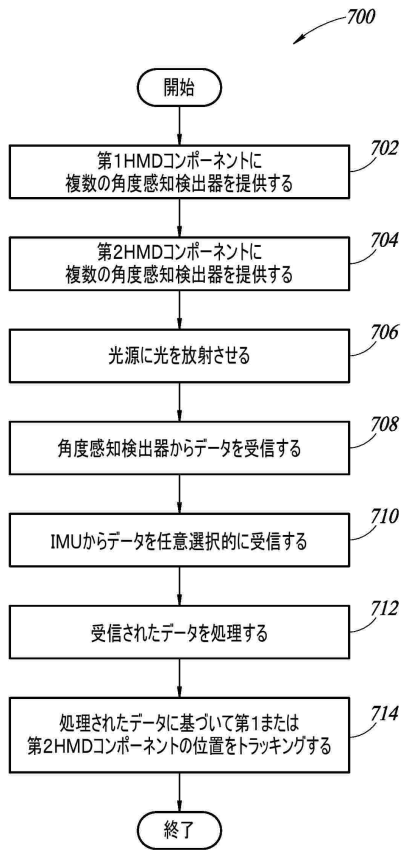 700
開始
第1HMDコンポーネントに
複数の角度感知検出器を提供する
702
第2HMDコンポーネントに
複数の角度感知検出器を提供する
704
光源に光を放射させる
706
角度感知検出器からデータを受信する
708
IMUからデータを任意選択的に受信する
710
受信されたデータを処理する
712
処理されたデータに基づいて第1または
第2HMDコンポーネントの位置をトラッキングする
714
終了